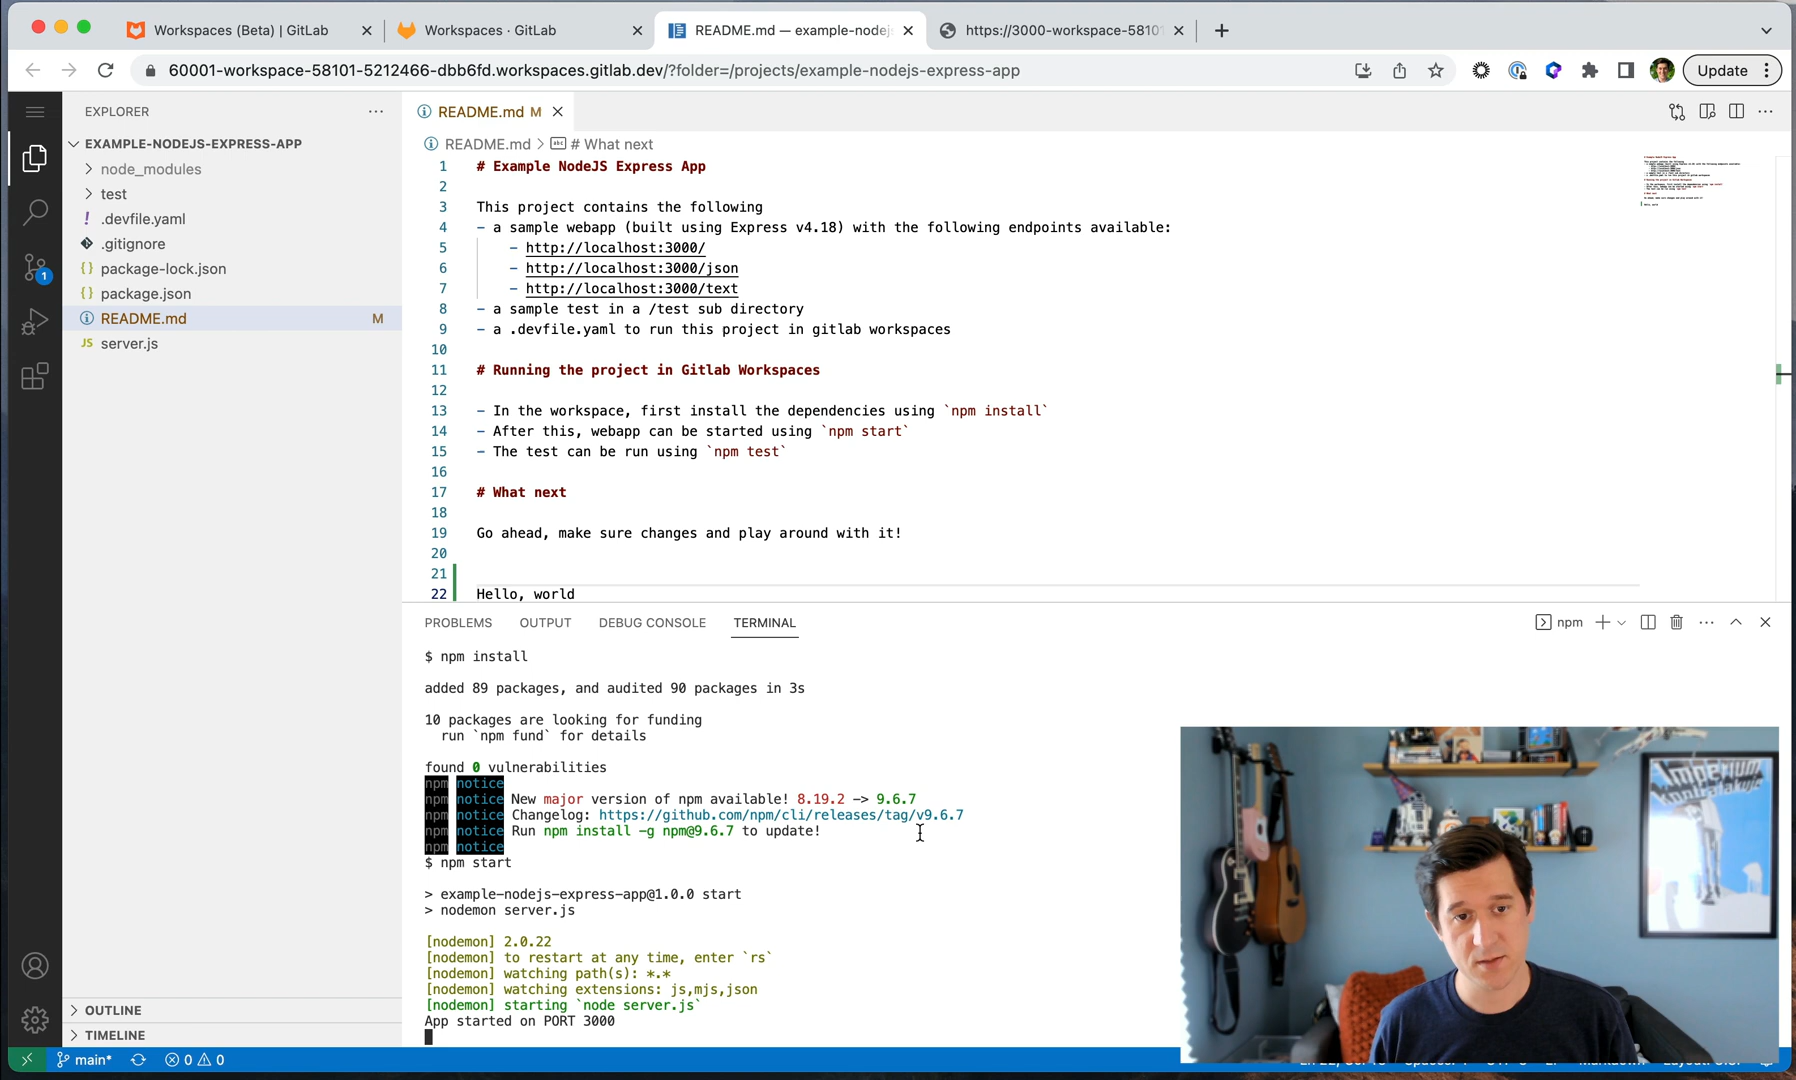 Workspaces (Beta) | GitLab
Workspaces · GitLab
README.md — example-nodej
https://3000-workspace-5810
60001-workspace-58101-5212466-dbb6fd.workspaces.gitlab.dev/?folder=/projects/example-nodejs-express-app
Update
EXPLORER
EXAMPLE-NODEJS-EXPRESS-APP
node_modules
test
! .devfile.yaml
.gitignore
{} package-lock.json
{} package.json
README.md M
JS server.js
1
OUTLINE
TIMELINE
README.md M
README.md > # What next
1 # Example NodeJS Express App
2
3 This project contains the following
4 - a sample webapp (built using Express v4.18) with the following endpoints available:
5 - http://localhost:3000/
6 - http://localhost:3000/json
7 - http://localhost:3000/text
8 - a sample test in a /test sub directory
9 - a .devfile.yaml to run this project in gitlab workspaces
10
11 # Running the project in Gitlab Workspaces
12
13 - In the workspace, first install the dependencies using `npm install`
14 - After this, webapp can be started using `npm start`
15 - The test can be run using `npm test`
16
17 # What next
18
19 Go ahead, make sure changes and play around with it!
20
21
22 Hello, world
PROBLEMS OUTPUT DEBUG CONSOLE TERMINAL
npm
$ npm install
added 89 packages, and audited 90 packages in 3s
10 packages are looking for funding
run `npm fund` for details
found 0 vulnerabilities
npm notice
npm notice New major version of npm available! 8.19.2 -> 9.6.7
npm notice Changelog: https://github.com/npm/cli/releases/tag/v9.6.7
npm notice Run npm install -g npm@9.6.7 to update!
npm notice
$ npm start
> example-nodejs-express-app@1.0.0 start
> nodemon server.js
[nodemon] 2.0.22
[nodemon] to restart at any time, enter `rs`
[nodemon] watching path(s): *.*
[nodemon] watching extensions: js,mjs,json
[nodemon] starting `node server.js`
App started on PORT 3000
main* 0 0